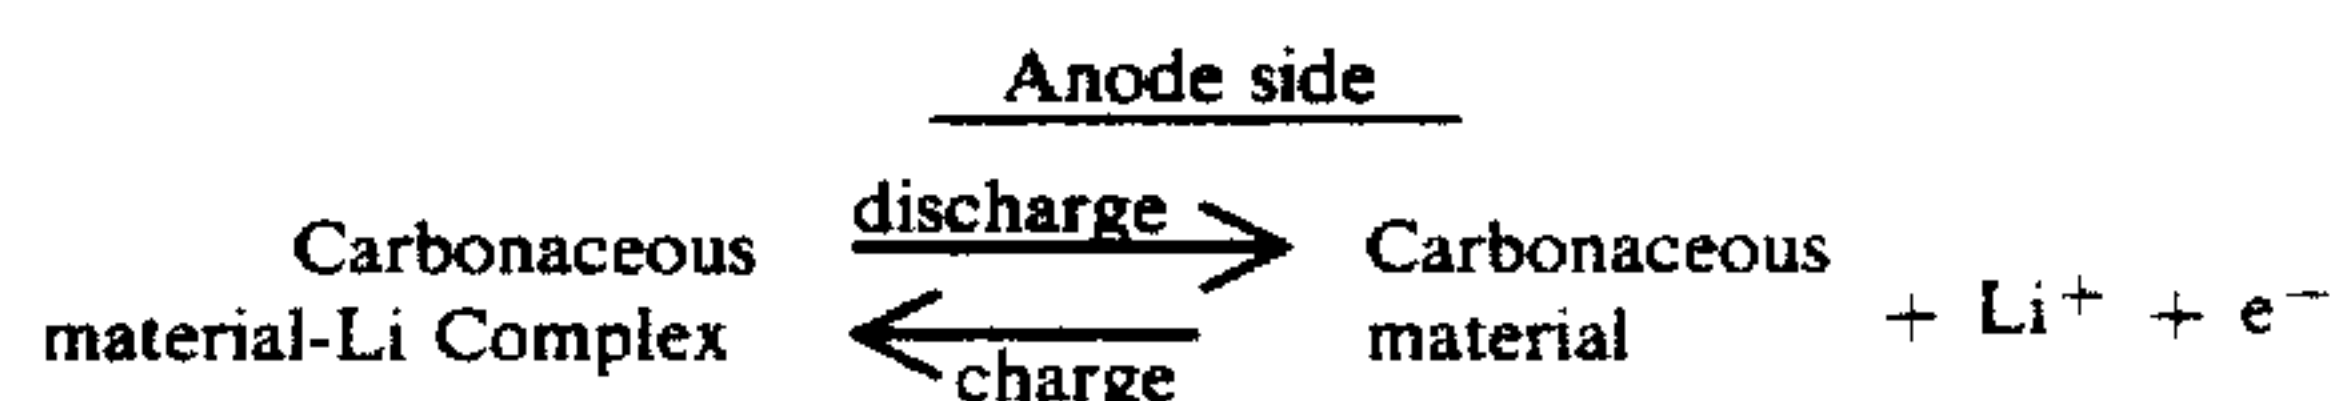 Anode side
discharge
Carbonaceous Carbonaceous
material-Li Complex material + Li⁺ + e⁻
charge